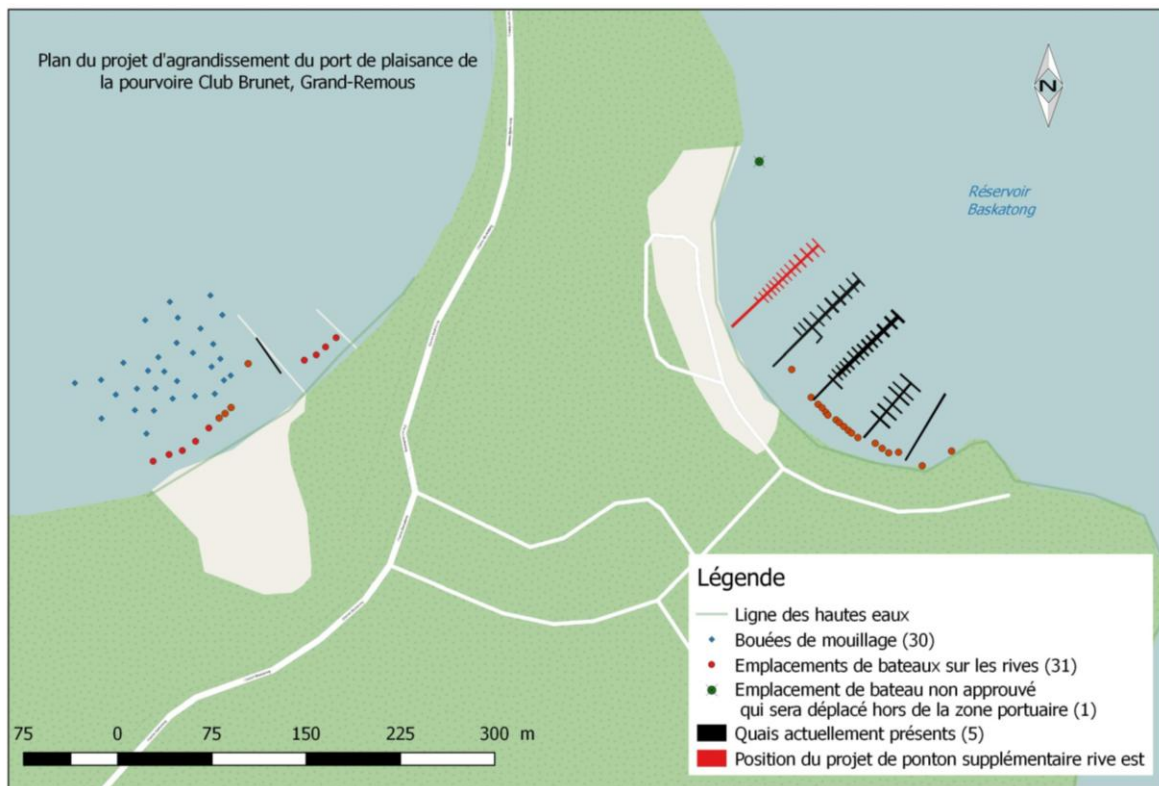 Plan du projet d'agrandissement du port de plaisance de
la pourvoire Club Brunet, Grand-Remous
N
Réservoir
Baskatong
Légende
Ligne des hautes eaux
Bouées de mouillage (30)
Emplacements de bateaux sur les rives (31)
Emplacement de bateau non approuvé
qui sera déplacé hors de la zone portuaire (1)
Quais actuellement présents (5)
Position du projet de ponton supplémentaire rive est
75 0 75 150 225 300 m